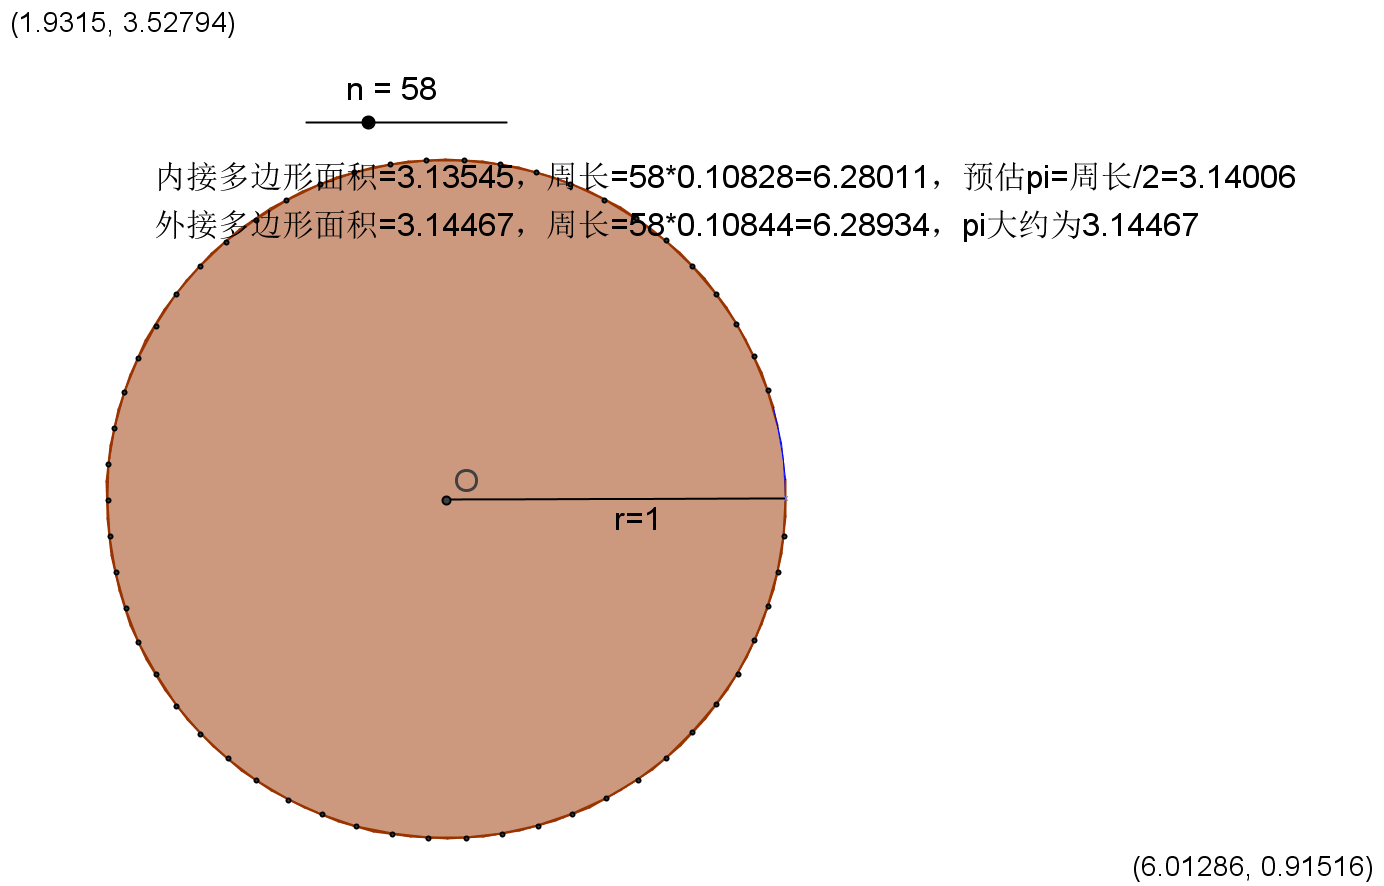 (1.9315, 3.52794)
n = 58
内接多边形面积=3.13545，周长=58*0.10828=6.28011，预估pi=周长/2=3.14006
外接多边形面积=3.14467，周长=58*0.10844=6.28934，pi大约为3.14467
O
r=1
(6.01286, 0.91516)